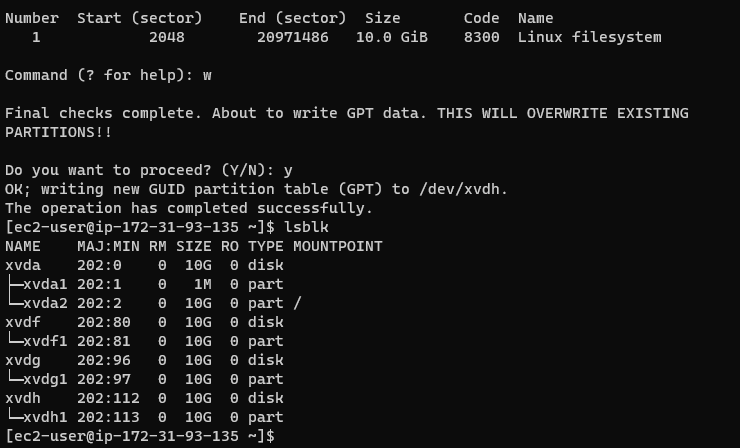 Number  Start (sector)    End (sector)  Size       Code  Name
   1            2048        20971486   10.0 GiB    8300  Linux filesystem
Command (? for help): w
Final checks complete. About to write GPT data. THIS WILL OVERWRITE EXISTING
PARTITIONS!!
Do you want to proceed? (Y/N): y
OK; writing new GUID partition table (GPT) to /dev/xvdh.
The operation has completed successfully.
[ec2-user@ip-172-31-93-135 ~]$ lsblk
NAME    MAJ:MIN RM SIZE RO TYPE MOUNTPOINT
xvda    202:0    0  10G  0 disk
├─xvda1 202:1    0   1M  0 part
└─xvda2 202:2    0  10G  0 part /
xvdf    202:80   0  10G  0 disk
└─xvdf1 202:81   0  10G  0 part
xvdg    202:96   0  10G  0 disk
└─xvdg1 202:97   0  10G  0 part
xvdh    202:112  0  10G  0 disk
└─xvdh1 202:113  0  10G  0 part
[ec2-user@ip-172-31-93-135 ~]$